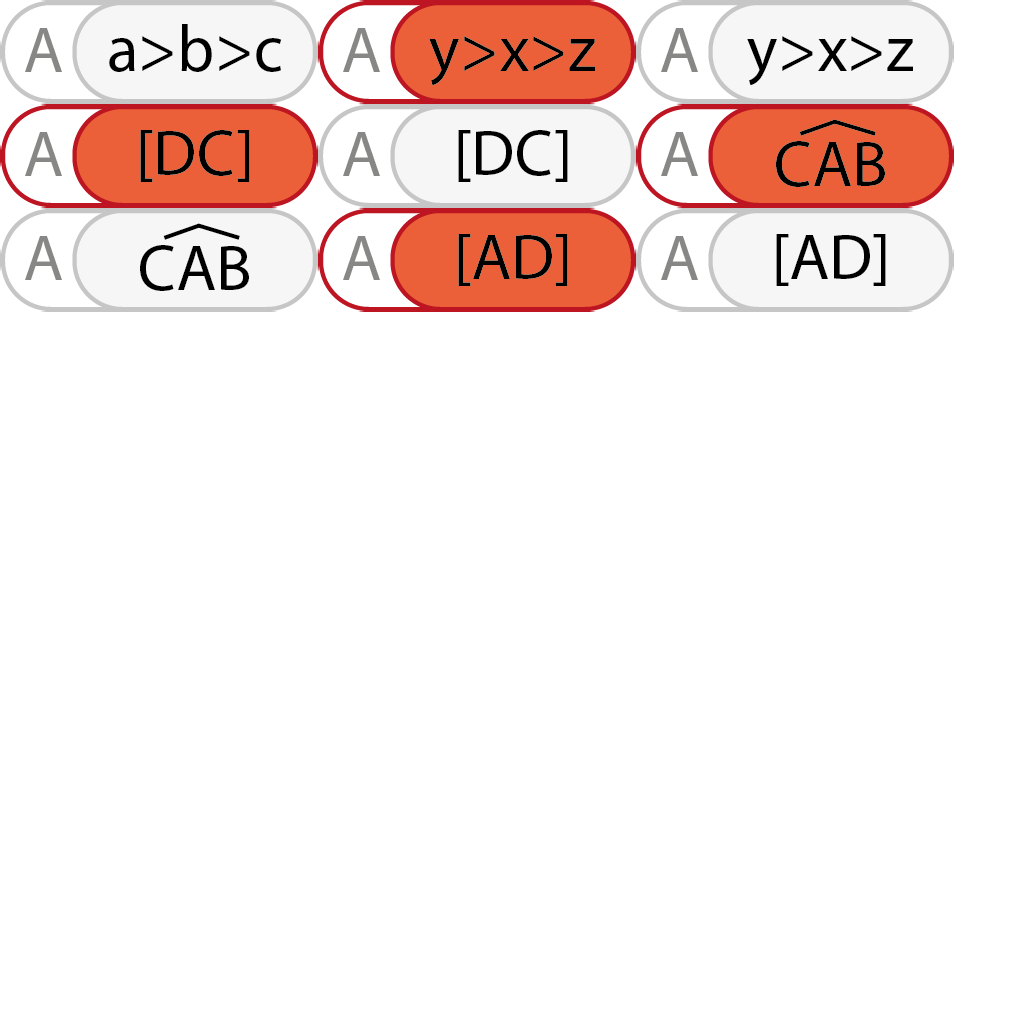 A a>b>c A y>x>z A y>x>z
A [DC] A [DC] A \widehat{CAB}
A \widehat{CAB} A [AD] A [AD]